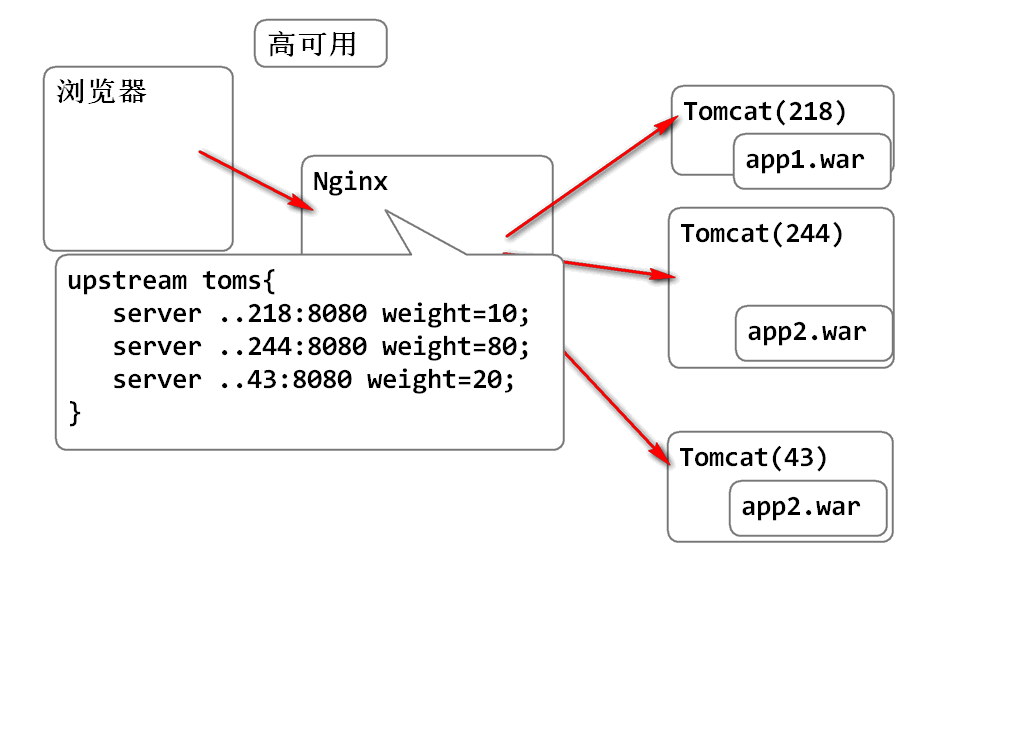 高可用
浏览器
Nginx
upstream toms{
server ..218:8080 weight=10;
server ..244:8080 weight=80;
server ..43:8080 weight=20;
}
Tomcat(218)
app1.war
Tomcat(244)
app2.war
Tomcat(43)
app2.war